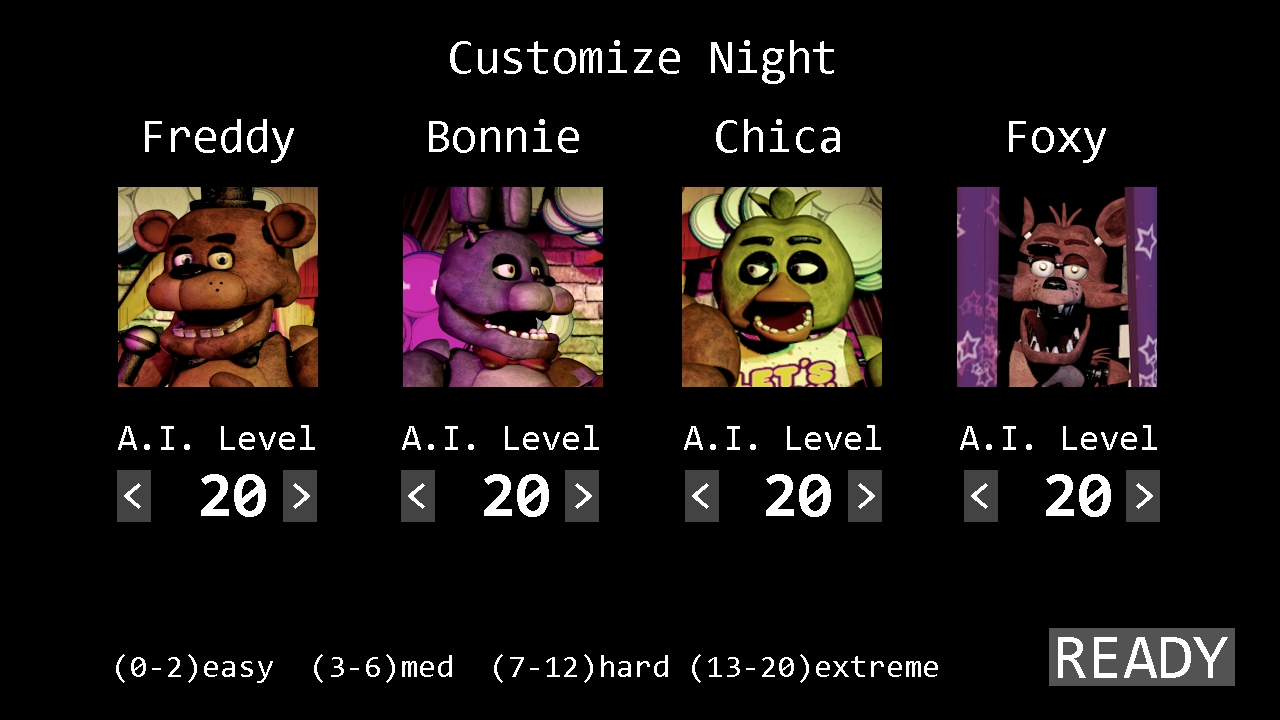 Customize Night
Freddy Bonnie Chica Foxy
LET'S
A.I. Level A.I. Level A.I. Level A.I. Level
< 20 > < 20 > < 20 > < 20 >
(0-2)easy (3-6)med (7-12)hard (13-20)extreme
READY